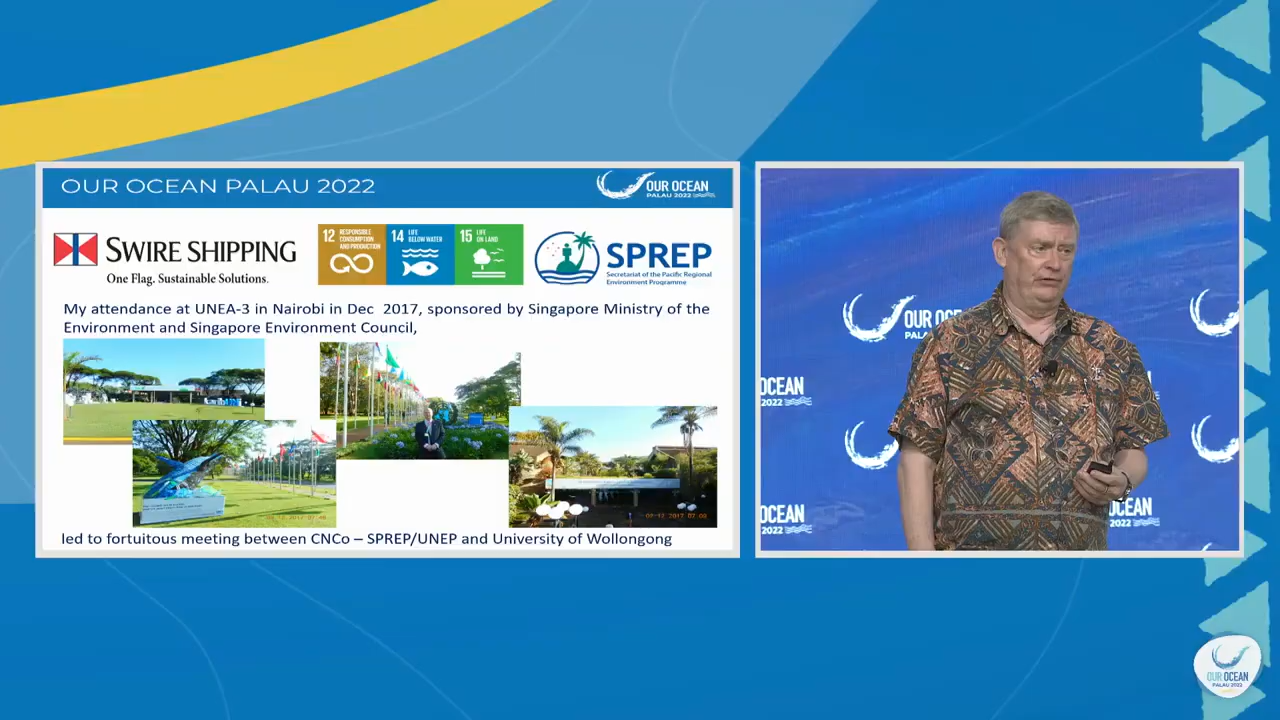 OUR OCEAN PALAU 2022
OUR OCEAN
PALAU 2022
SWIRE SHIPPING
One Flag. Sustainable Solutions.
12 RESPONSIBLE
CONSUMPTION
AND PRODUCTION
14 LIFE
BELOW WATER
15 LIFE
ON LAND
SPREP
Secretariat of the Pacific Regional
Environment Programme
My attendance at UNEA-3 in Nairobi in Dec 2017, sponsored by Singapore Ministry of the
Environment and Singapore Environment Council,
led to fortuitous meeting between CNCo – SPREP/UNEP and University of Wollongong
OUR OCEAN
OCEAN
2022
OCEAN
2022
DCEAN
2022
OUR OCEAN
PALAU 2022